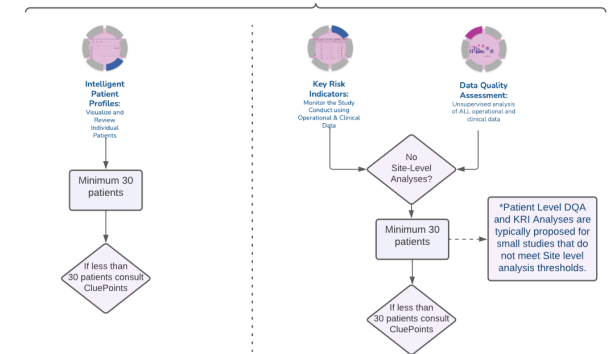 Intelligent
Patient
Profiles:
Visualize and
Review
Individual
Patients
Minimum 30
patients
If less than
30 patients consult
CluePoints
Key Risk
Indicators:
Monitor the Study
Conduct using
Operational & Clinical
Data
Data Quality
Assessment:
Unsupervised analysis
of ALL operational and
clinical data
No
Site-Level
Analyses?
Minimum 30
patients
*Patient Level DQA
and KRI Analyses are
typically proposed for
small studies that do
not meet Site level
analysis thresholds.
If less than
30 patients consult
CluePoints